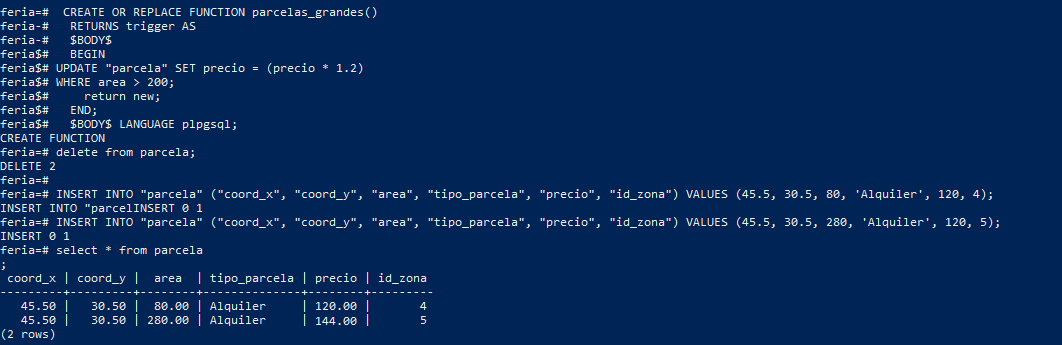 feria=#  CREATE OR REPLACE FUNCTION parcelas_grandes()
feria-#   RETURNS trigger AS
feria-#   $BODY$
feria$#   BEGIN
feria$# UPDATE "parcela" SET precio = (precio * 1.2)
feria$# WHERE area > 200;
feria$#     return new;
feria$#   END;
feria$#   $BODY$ LANGUAGE plpgsql;
CREATE FUNCTION
feria=# delete from parcela;
DELETE 2
feria=#
feria=# INSERT INTO "parcela" ("coord_x", "coord_y", "area", "tipo_parcela", "precio", "id_zona") VALUES (45.5, 30.5, 80, 'Alquiler', 120, 4);
INSERT INTO "parcelINSERT 0 1
feria=# INSERT INTO "parcela" ("coord_x", "coord_y", "area", "tipo_parcela", "precio", "id_zona") VALUES (45.5, 30.5, 280, 'Alquiler', 120, 5);
INSERT 0 1
feria=# select * from parcela
;
 coord_x | coord_y |  area  | tipo_parcela | precio | id_zona
---------+---------+--------+--------------+--------+---------
   45.50 |   30.50 |  80.00 | Alquiler     | 120.00 |       4
   45.50 |   30.50 | 280.00 | Alquiler     | 144.00 |       5
(2 rows)